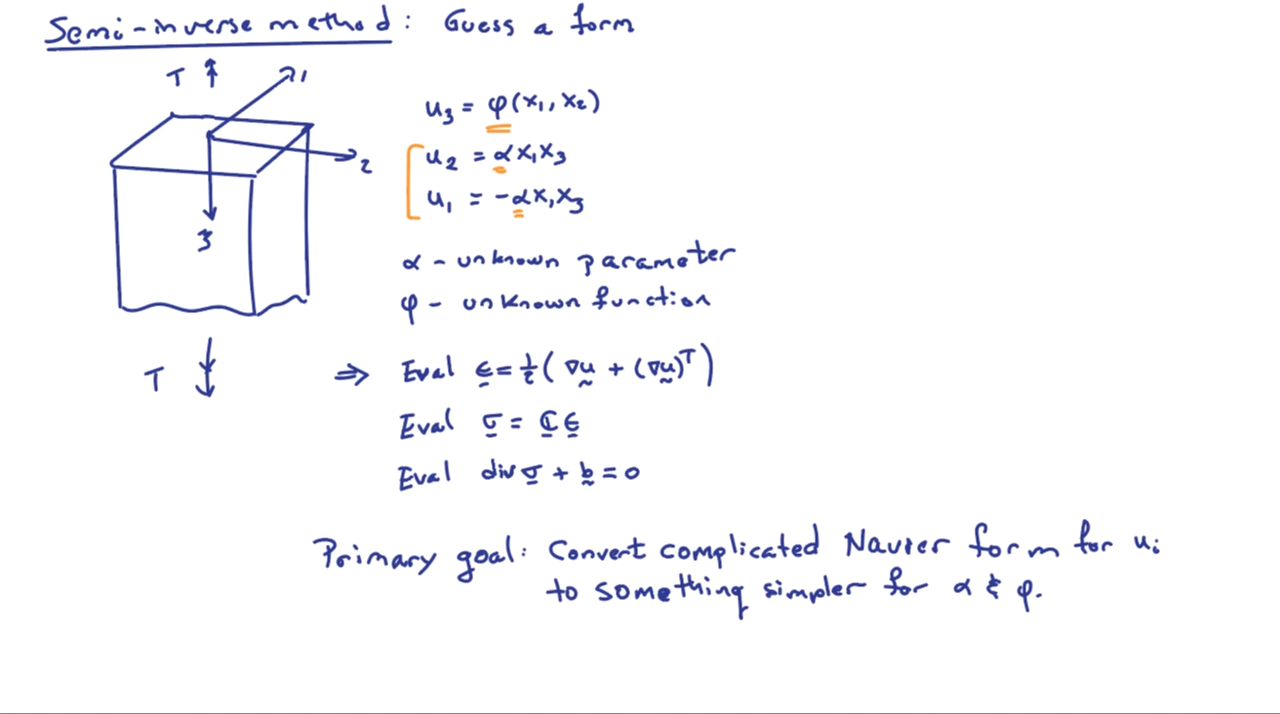 Semi-inverse method: Guess a form
T
1
2
3
T
u₃ = φ(x₁, x₂)
u₂ = αx₁x₃
u₁ = -αx₁x₃
α - unknown parameter
φ - unknown function
⇒ Eval ε = ½(∇u + (∇u)ᵀ)
Eval σ = ℂε
Eval div σ + b = 0
Primary goal: Convert complicated Navier form for uᵢ
to something simpler for α & φ.